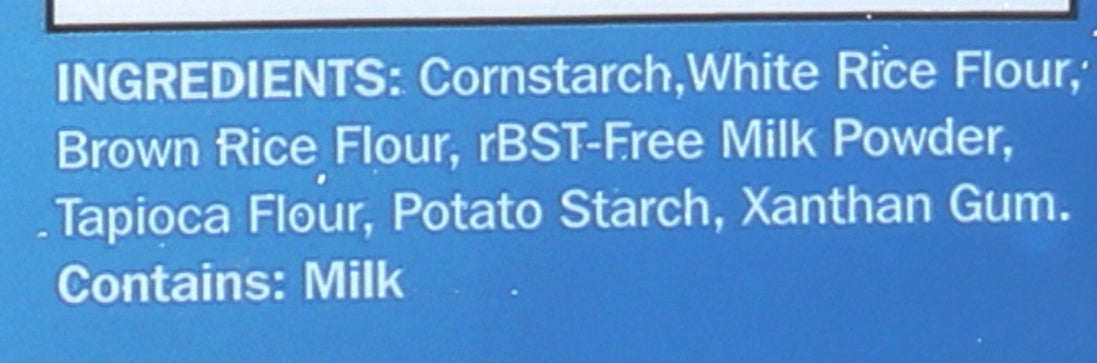 INGREDIENTS: Cornstarch,White Rice Flour,
Brown Rice Flour, rBST-Free Milk Powder,
Tapioca Flour, Potato Starch, Xanthan Gum.
Contains: Milk